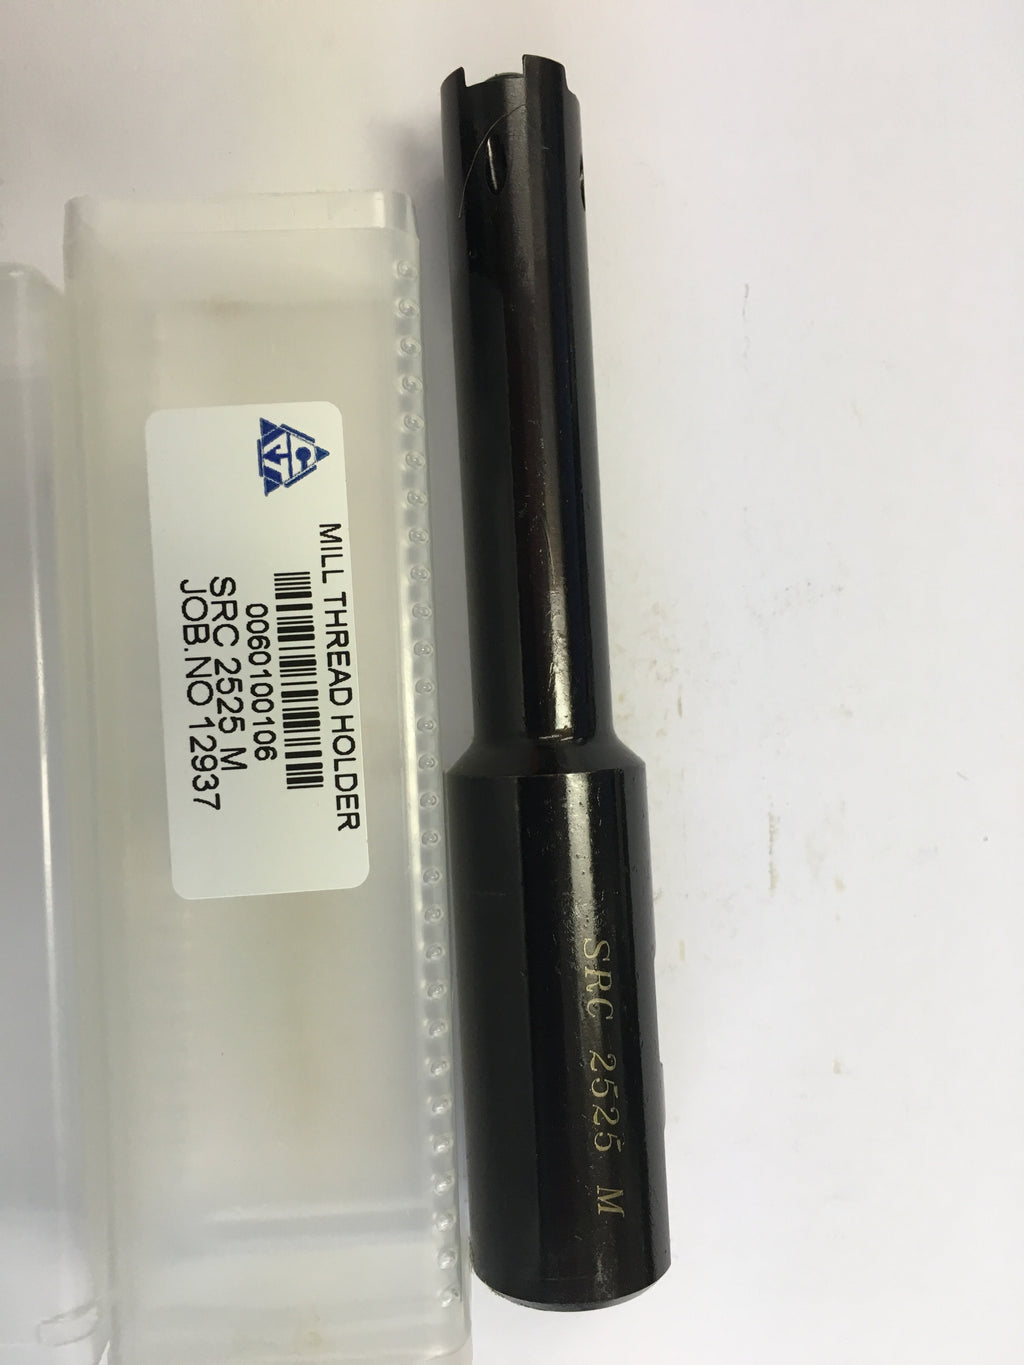 MILL THREAD HOLDER
0060100106
SRC 2525 M
JOB.NO 12937
SRC 2525 M